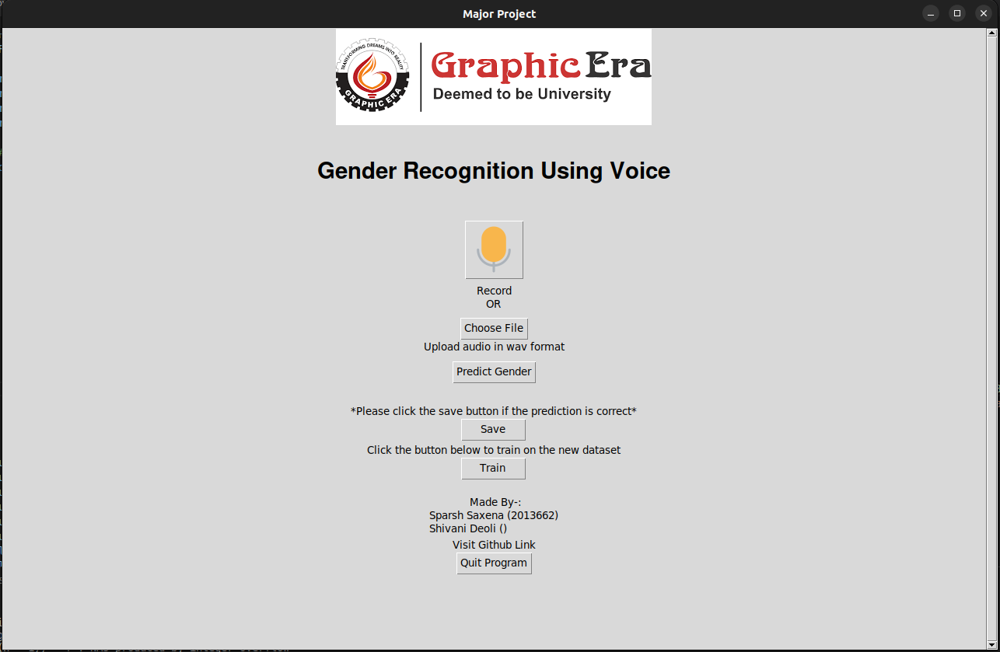 Major Project
TRANSFORMING DREAMS INTO REALITY
GRAPHIC ERA
Graphic Era
Deemed to be University
Gender Recognition Using Voice
Record
OR
Choose File
Upload audio in wav format
Predict Gender
*Please click the save button if the prediction is correct*
Save
Click the button below to train on the new dataset
Train
Made By-:
Sparsh Saxena (2013662)
Shivani Deoli ()
Visit Github Link
Quit Program